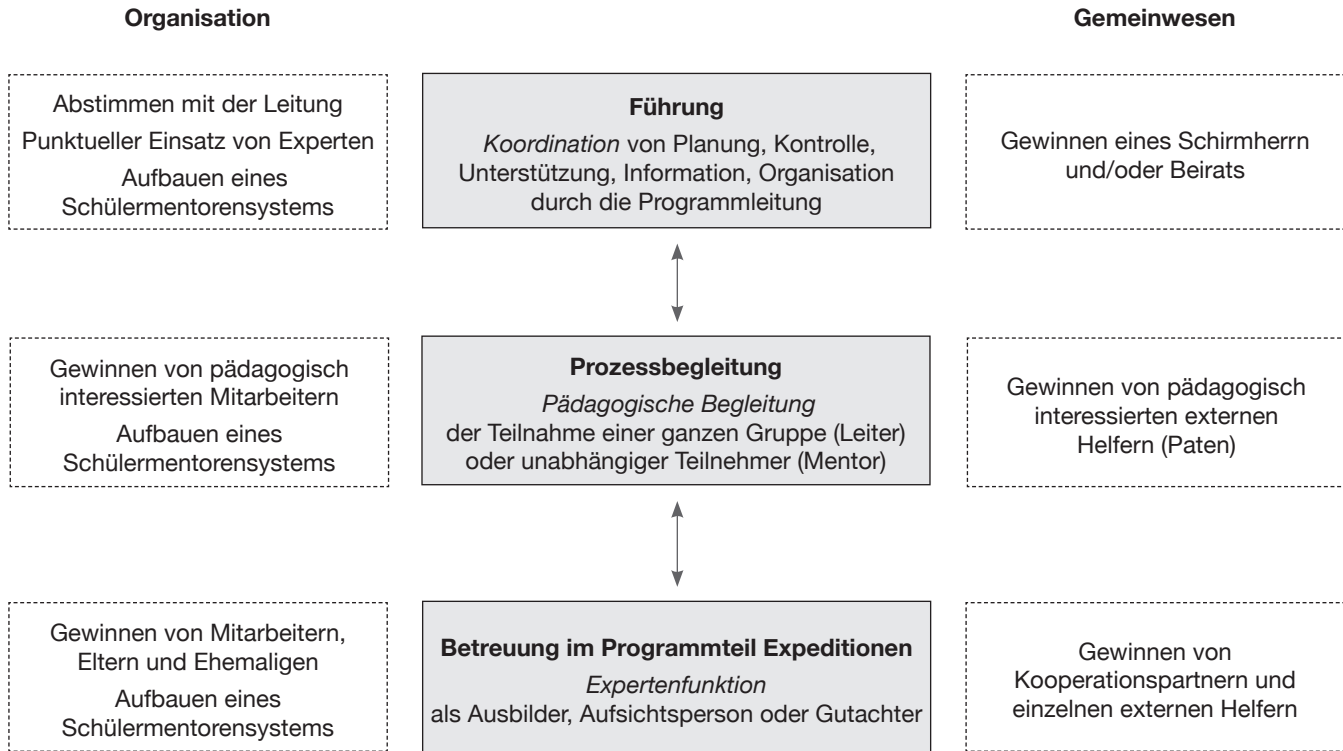 Organisation
Gemeinwesen
Abstimmen mit der Leitung
Punktueller Einsatz von Experten
Aufbauen eines
Schülermentorensystems
Führung
Koordination von Planung, Kontrolle,
Unterstützung, Information, Organisation
durch die Programmleitung
Gewinnen eines Schirmherrn
und/oder Beirats
Gewinnen von pädagogisch
interessierten Mitarbeitern
Aufbauen eines
Schülermentorensystems
Prozessbegleitung
Pädagogische Begleitung
der Teilnahme einer ganzen Gruppe (Leiter)
oder unabhängiger Teilnehmer (Mentor)
Gewinnen von pädagogisch
interessierten externen
Helfern (Paten)
Gewinnen von Mitarbeitern,
Eltern und Ehemaligen
Aufbauen eines
Schülermentorensystems
Betreuung im Programmteil Expeditionen
Expertenfunktion
als Ausbilder, Aufsichtsperson oder Gutachter
Gewinnen von
Kooperationspartnern und
einzelnen externen Helfern